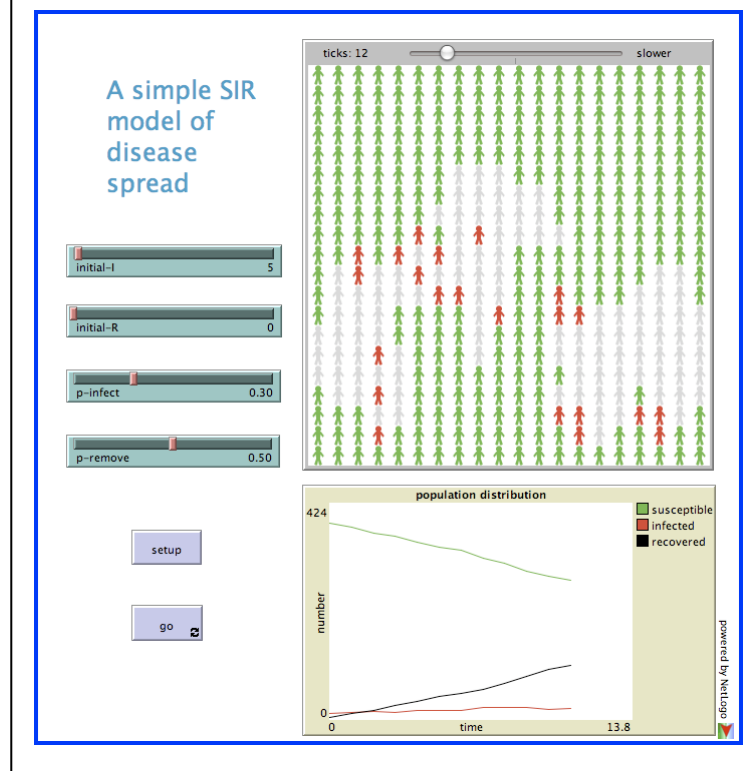 ticks: 12
slower
A simple SIR
model of
disease
spread
initial-I 5
initial-R 0
p-infect 0.30
p-remove 0.50
setup
go
population distribution
424
number
0
0
time
13.8
susceptible
infected
recovered
powered by NetLogo